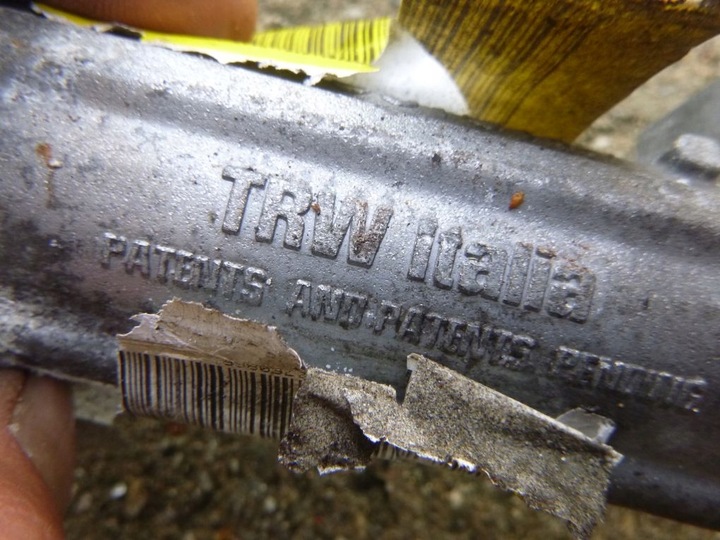 TRW italia
PATENTS AND PATENTS PENDING